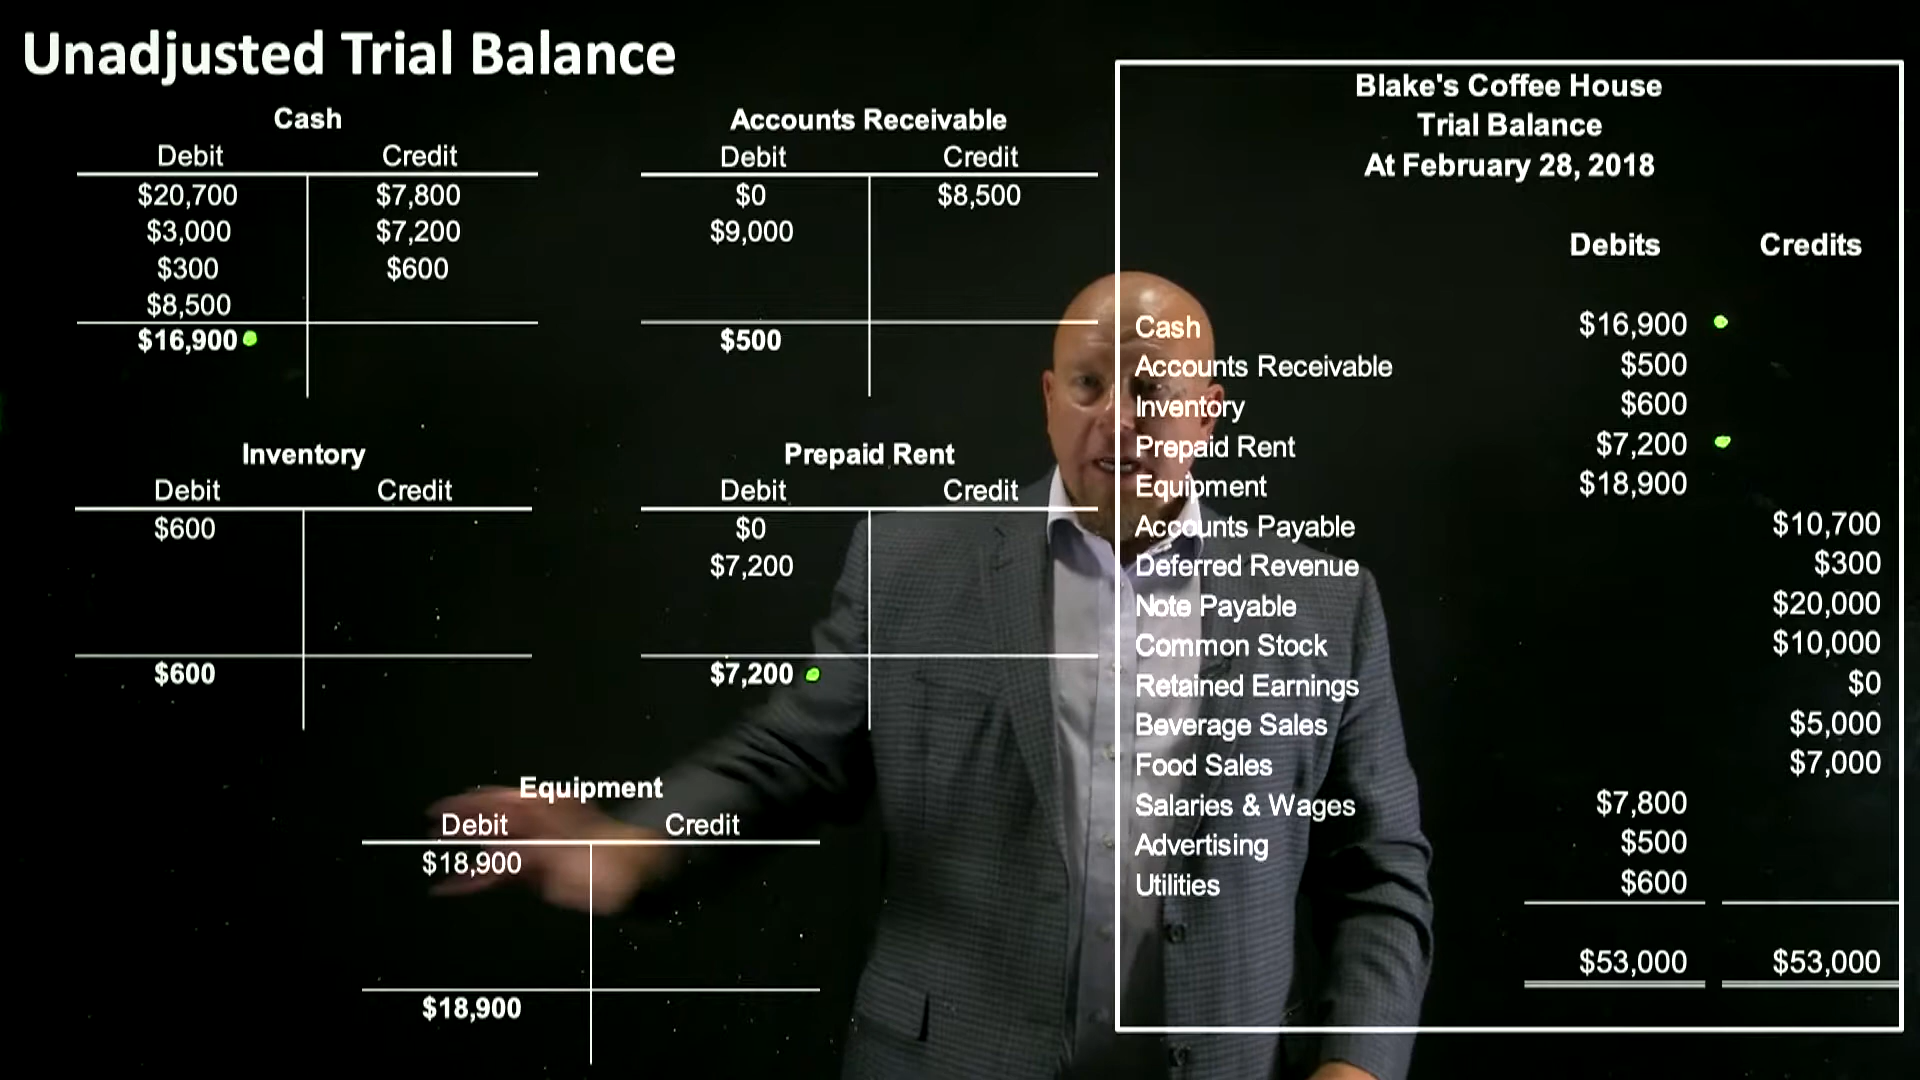 Unadjusted Trial Balance
Cash
Debit Credit
$20,700 $7,800
$3,000 $7,200
$300 $600
$8,500
$16,900
Accounts Receivable
Debit Credit
$0 $8,500
$9,000
$500
Inventory
Debit Credit
$600
$600
Prepaid Rent
Debit Credit
$0
$7,200
$7,200
Equipment
Debit Credit
$18,900
$18,900
Blake's Coffee House
Trial Balance
At February 28, 2018
Debits Credits
Cash $16,900
Accounts Receivable $500
Inventory $600
Prepaid Rent $7,200
Equipment $18,900
Accounts Payable $10,700
Deferred Revenue $300
Note Payable $20,000
Common Stock $10,000
Retained Earnings $0
Beverage Sales $5,000
Food Sales $7,000
Salaries & Wages $7,800
Advertising $500
Utilities $600
$53,000 $53,000